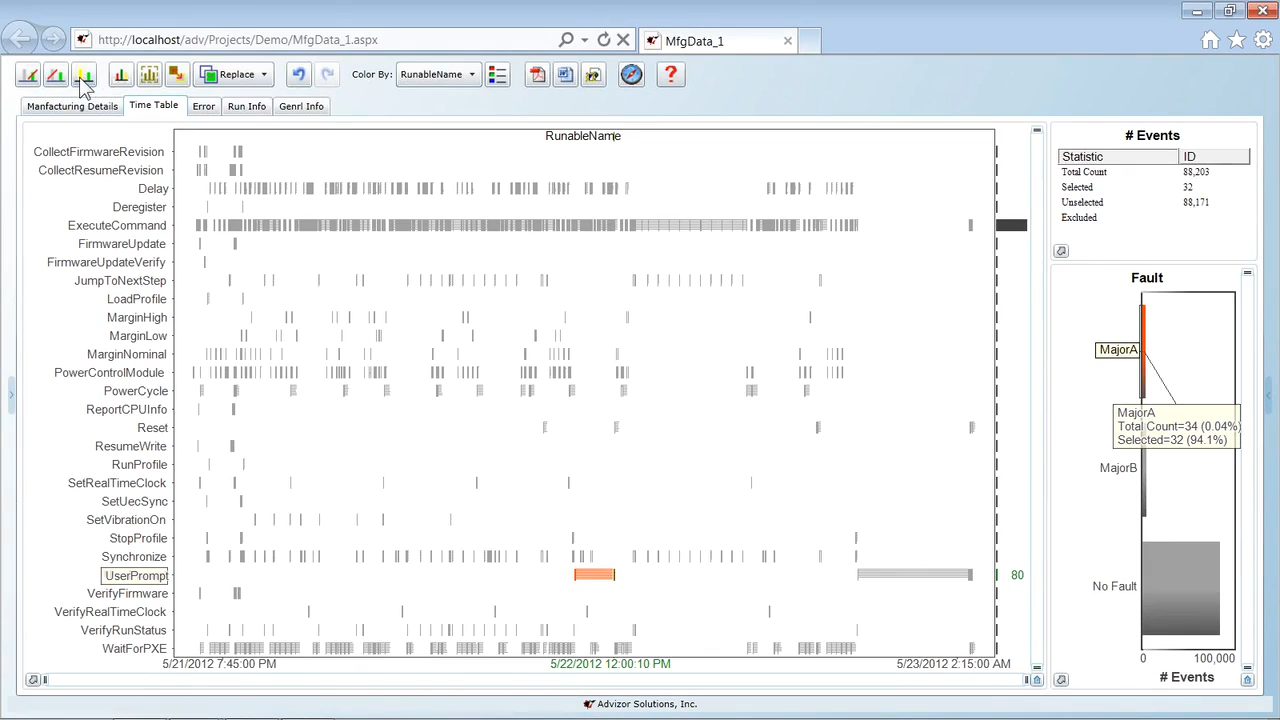 http://localhost/adv/Projects/Demo/MfgData_1.aspx
MfgData_1
Replace
Color By:
RunableName
Manfacturing Details
Time Table
Error
Run Info
Genrl Info
RunableName
CollectFirmwareRevision
CollectResumeRevision
Delay
Deregister
ExecuteCommand
FirmwareUpdate
FirmwareUpdateVerify
JumpToNextStep
LoadProfile
MarginHigh
MarginLow
MarginNominal
PowerControlModule
PowerCycle
ReportCPUInfo
Reset
ResumeWrite
RunProfile
SetRealTimeClock
SetUecSync
SetVibrationOn
StopProfile
Synchronize
UserPrompt
80
VerifyFirmware
VerifyRealTimeClock
VerifyRunStatus
WaitForPXE
5/21/2012 7:45:00 PM
5/22/2012 12:00:10 PM
5/23/2012 2:15:00 AM
# Events
Statistic ID
Total Count 88,203
Selected 32
Unselected 88,171
Excluded
Fault
MajorA
MajorA
Total Count=34 (0.04%)
Selected=32 (94.1%)
MajorB
No Fault
0 100,000
# Events
Advizor Solutions, Inc.